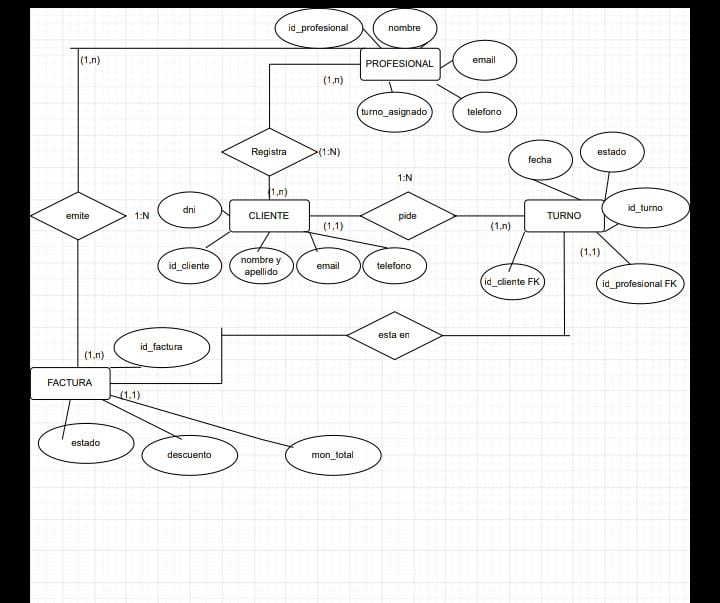 id_profesional
nombre
(1,n)
PROFESIONAL
email
(1,n)
turno_asignado
telefono
Registra
(1:N)
fecha
estado
1:N
(1,n)
emite
1:N
dni
CLIENTE
(1,1)
pide
(1,n)
TURNO
id_turno
(1,1)
id_cliente
nombre y
apellido
email
telefono
id_cliente FK
id_profesional FK
esta en
id_factura
(1,n)
FACTURA
(1,1)
estado
descuento
mon_total